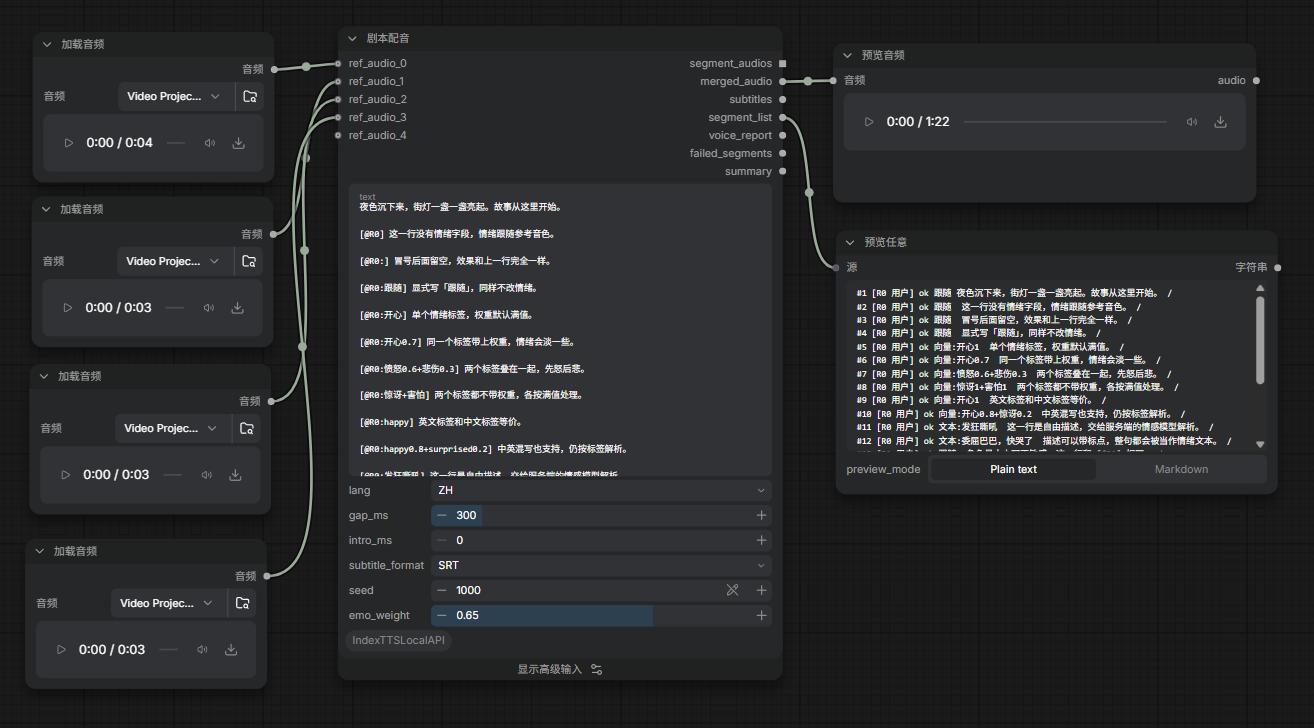 加载音频
音频
音频
Video Projec...
0:00 / 0:04
加载音频
音频
音频
Video Projec...
0:00 / 0:03
加载音频
音频
音频
Video Projec...
0:00 / 0:03
加载音频
音频
音频
Video Projec...
0:00 / 0:03
剧本配音
ref_audio_0
ref_audio_1
ref_audio_2
ref_audio_3
ref_audio_4
segment_audios
merged_audio
subtitles
segment_list
voice_report
failed_segments
summary
text
夜色沉下来，街灯一盏一盏亮起。故事从这里开始。
[@R0] 这一行没有情绪字段，情绪跟随参考音色。
[@R0:] 冒号后面留空，效果和上一行完全一样。
[@R0:跟随] 显式写「跟随」，同样不改情绪。
[@R0:开心] 单个情绪标签，权重默认满值。
[@R0:开心0.7] 同一个标签带上权重，情绪会淡一些。
[@R0:愤怒0.6+悲伤0.3] 两个标签叠在一起，先怒后悲。
[@R0:惊讶+害怕] 两个标签都不带权重，各按满值处理。
[@R0:happy] 英文标签和中文标签等价。
[@R0:happy0.8+surprised0.2] 中英混写也支持，仍按标签解析。
[@R0:发狂嘶吼] 这一行是自由描述，交给服务端的情感模型解析
lang
ZH
gap_ms
300
intro_ms
0
subtitle_format
SRT
seed
1000
emo_weight
0.65
IndexTTSLocalAPI
显示高级输入
预览音频
音频
audio
0:00 / 1:22
预览任意
源
字符串
#1 [R0 用户] ok 跟随 夜色沉下来，街灯一盏一盏亮起。故事从这里开始。 /
#2 [R0 用户] ok 跟随 这一行没有情绪字段，情绪跟随参考音色。 /
#3 [R0 用户] ok 跟随 冒号后面留空，效果和上一行完全一样。 /
#4 [R0 用户] ok 跟随 显式写「跟随」，同样不改情绪。 /
#5 [R0 用户] ok 向量:开心1 单个情绪标签，权重默认满值。 /
#6 [R0 用户] ok 向量:开心0.7 同一个标签带上权重，情绪会淡一些。 /
#7 [R0 用户] ok 向量:愤怒0.6+悲伤0.3 两个标签叠在一起，先怒后悲。 /
#8 [R0 用户] ok 向量:惊讶1+害怕1 两个标签都不带权重，各按满值处理。 /
#9 [R0 用户] ok 向量:开心1 英文标签和中文标签等价。 /
#10 [R0 用户] ok 向量:开心0.8+惊讶0.2 中英混写也支持，仍按标签解析。 /
#11 [R0 用户] ok 文本:发狂嘶吼 这一行是自由描述，交给服务端的情感模型解析。 /
#12 [R0 用户] ok 文本:委屈巴巴，快哭了 描述可以带标点，整句都会被当作情绪文本。 /
preview_mode
Plain text
Markdown